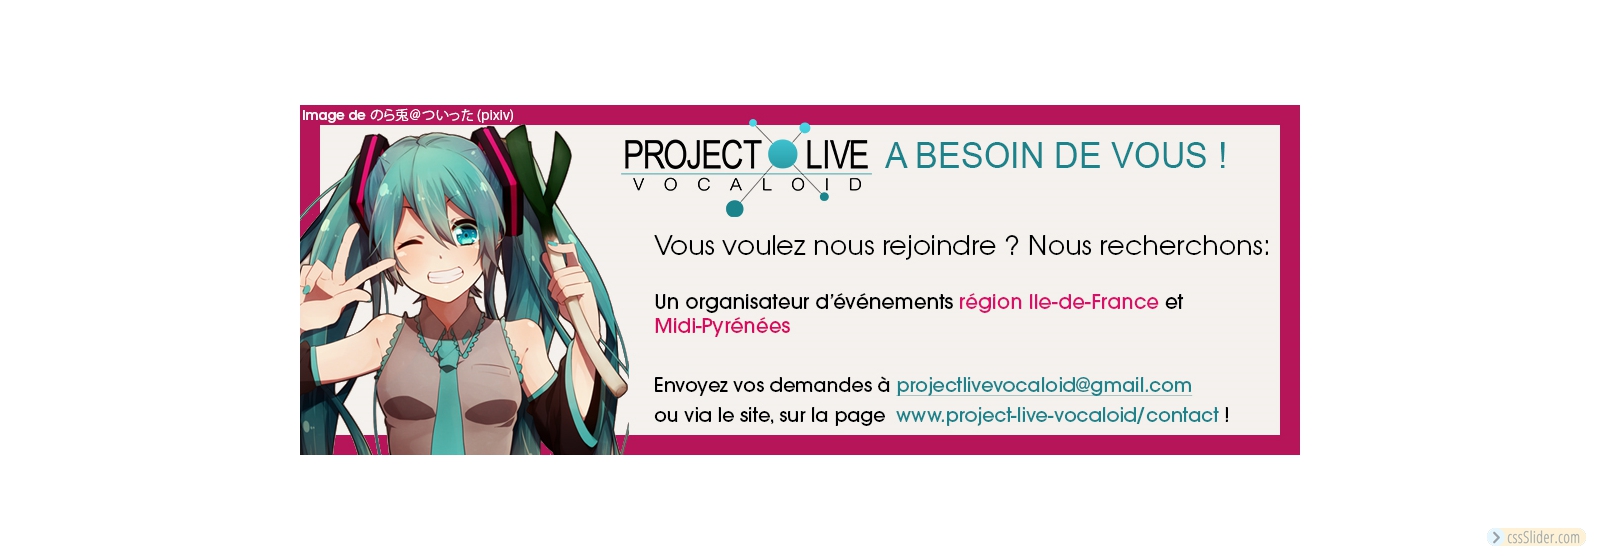 Image de のら兎@ついった (pixiv)
PROJECT LIVE
VOCALOID
A BESOIN DE VOUS !
Vous voulez nous rejoindre ? Nous recherchons:
Un organisateur d'événements région Ile-de-France et
Midi-Pyrénées
Envoyez vos demandes à projectlivevocaloid@gmail.com
ou via le site, sur la page www.project-live-vocaloid/contact !
cssSlider.com